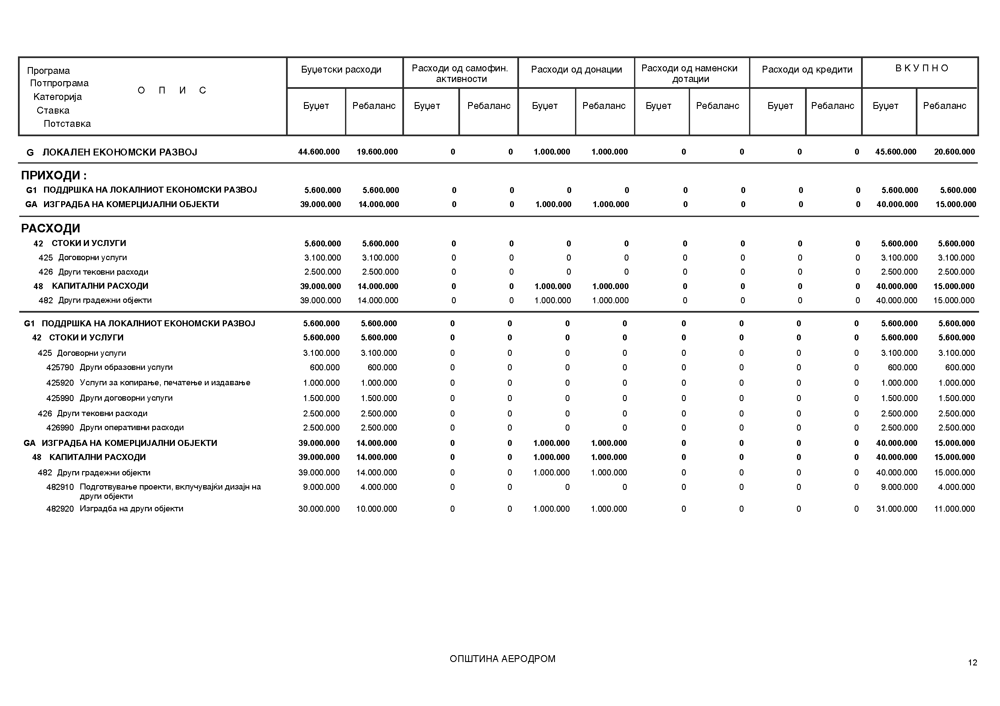 Програма
Потпрограма
Категорија
Ставка
Потставка
О П И С
Буџетски расходи
Расходи од самофин. активности
Расходи од донации
Расходи од наменски дотации
Расходи од кредити
В К У П Н О
Буџет Ребаланс Буџет Ребаланс Буџет Ребаланс Буџет Ребаланс Буџет Ребаланс Буџет Ребаланс
G ЛОКАЛЕН ЕКОНОМСКИ РАЗВОЈ 44.600.000 19.600.000 0 0 1.000.000 1.000.000 0 0 0 0 45.600.000 20.600.000
ПРИХОДИ :
G1 ПОДДРШКА НА ЛОКАЛНИОТ ЕКОНОМСКИ РАЗВОЈ 5.600.000 5.600.000 0 0 0 0 0 0 0 0 5.600.000 5.600.000
GA ИЗГРАДБА НА КОМЕРЦИЈАЛНИ ОБЈЕКТИ 39.000.000 14.000.000 0 0 1.000.000 1.000.000 0 0 0 0 40.000.000 15.000.000
РАСХОДИ
42 СТОКИ И УСЛУГИ 5.600.000 5.600.000 0 0 0 0 0 0 0 0 5.600.000 5.600.000
425 Договорни услуги 3.100.000 3.100.000 0 0 0 0 0 0 0 0 3.100.000 3.100.000
426 Други тековни расходи 2.500.000 2.500.000 0 0 0 0 0 0 0 0 2.500.000 2.500.000
48 КАПИТАЛНИ РАСХОДИ 39.000.000 14.000.000 0 0 1.000.000 1.000.000 0 0 0 0 40.000.000 15.000.000
482 Други градежни објекти 39.000.000 14.000.000 0 0 1.000.000 1.000.000 0 0 0 0 40.000.000 15.000.000
G1 ПОДДРШКА НА ЛОКАЛНИОТ ЕКОНОМСКИ РАЗВОЈ 5.600.000 5.600.000 0 0 0 0 0 0 0 0 5.600.000 5.600.000
42 СТОКИ И УСЛУГИ 5.600.000 5.600.000 0 0 0 0 0 0 0 0 5.600.000 5.600.000
425 Договорни услуги 3.100.000 3.100.000 0 0 0 0 0 0 0 0 3.100.000 3.100.000
425790 Други образовни услуги 600.000 600.000 0 0 0 0 0 0 0 0 600.000 600.000
425920 Услуги за копирање, печатење и издавање 1.000.000 1.000.000 0 0 0 0 0 0 0 0 1.000.000 1.000.000
425990 Други договорни услуги 1.500.000 1.500.000 0 0 0 0 0 0 0 0 1.500.000 1.500.000
426 Други тековни расходи 2.500.000 2.500.000 0 0 0 0 0 0 0 0 2.500.000 2.500.000
426990 Други оперативни расходи 2.500.000 2.500.000 0 0 0 0 0 0 0 0 2.500.000 2.500.000
GA ИЗГРАДБА НА КОМЕРЦИЈАЛНИ ОБЈЕКТИ 39.000.000 14.000.000 0 0 1.000.000 1.000.000 0 0 0 0 40.000.000 15.000.000
48 КАПИТАЛНИ РАСХОДИ 39.000.000 14.000.000 0 0 1.000.000 1.000.000 0 0 0 0 40.000.000 15.000.000
482 Други градежни објекти 39.000.000 14.000.000 0 0 1.000.000 1.000.000 0 0 0 0 40.000.000 15.000.000
482910 Подготвување проекти, вклучувајќи дизајн на 9.000.000 4.000.000 0 0 0 0 0 0 0 0 9.000.000 4.000.000
други објекти
482920 Изградба на други објекти 30.000.000 10.000.000 0 0 1.000.000 1.000.000 0 0 0 0 31.000.000 11.000.000
ОПШТИНА АЕРОДРОМ
12